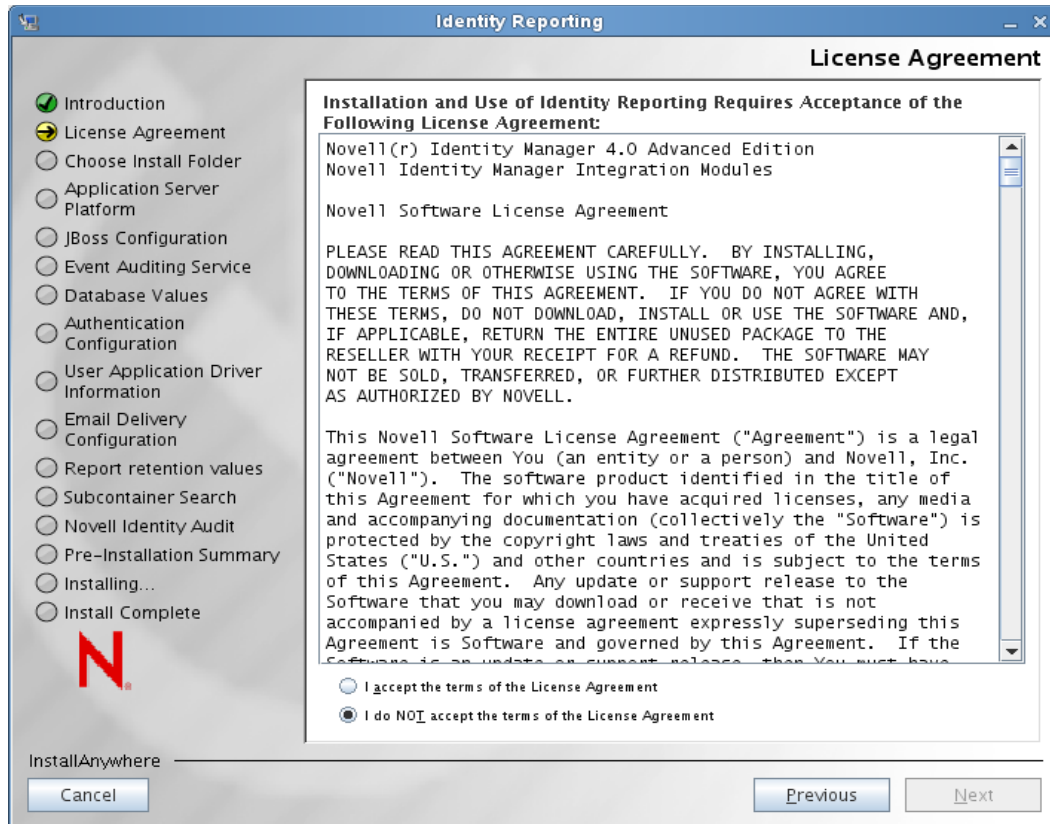 Identity Reporting
License Agreement
Introduction
License Agreement
Choose Install Folder
Application Server
Platform
JBoss Configuration
Event Auditing Service
Database Values
Authentication
Configuration
User Application Driver
Information
Email Delivery
Configuration
Report retention values
Subcontainer Search
Novell Identity Audit
Pre-Installation Summary
Installing...
Install Complete
N
Installation and Use of Identity Reporting Requires Acceptance of the
Following License Agreement:
Novell(r) Identity Manager 4.0 Advanced Edition
Novell Identity Manager Integration Modules
Novell Software License Agreement
PLEASE READ THIS AGREEMENT CAREFULLY.  BY INSTALLING,
DOWNLOADING OR OTHERWISE USING THE SOFTWARE, YOU AGREE
TO THE TERMS OF THIS AGREEMENT.  IF YOU DO NOT AGREE WITH
THESE TERMS, DO NOT DOWNLOAD, INSTALL OR USE THE SOFTWARE AND,
IF APPLICABLE, RETURN THE ENTIRE UNUSED PACKAGE TO THE
RESELLER WITH YOUR RECEIPT FOR A REFUND.  THE SOFTWARE MAY
NOT BE SOLD, TRANSFERRED, OR FURTHER DISTRIBUTED EXCEPT
AS AUTHORIZED BY NOVELL.
This Novell Software License Agreement ("Agreement") is a legal
agreement between You (an entity or a person) and Novell, Inc.
("Novell").  The software product identified in the title of
this Agreement for which you have acquired licenses, any media
and accompanying documentation (collectively the "Software") is
protected by the copyright laws and treaties of the United
States ("U.S.") and other countries and is subject to the terms
of this Agreement.  Any update or support release to the
Software that you may download or receive that is not
accompanied by a license agreement expressly superseding this
Agreement is Software and governed by this Agreement.  If the
Software is an update or support release, then You must have
I accept the terms of the License Agreement
I do NOT accept the terms of the License Agreement
InstallAnywhere
Cancel
Previous
Next